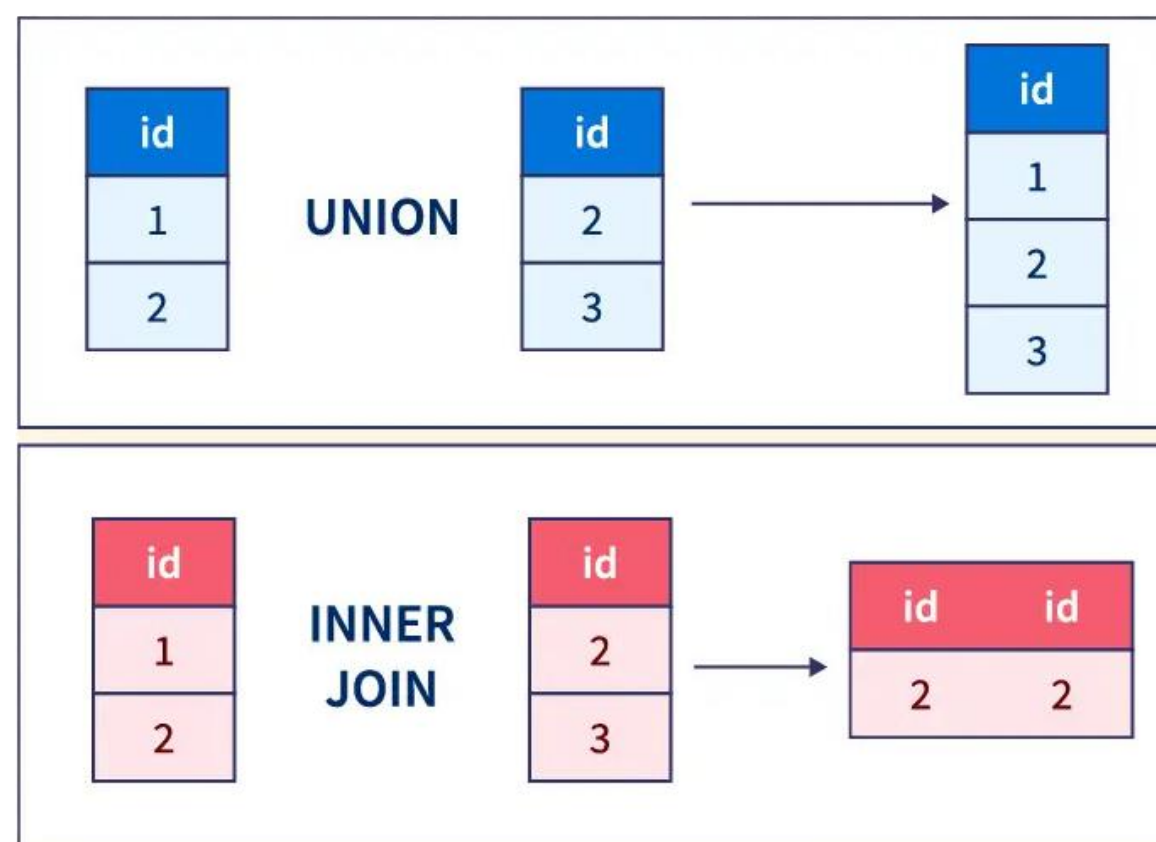 id id id
1 UNION 2 1
2 3 2
3
id id
1 INNER 2 id id
2 JOIN 3 2 2